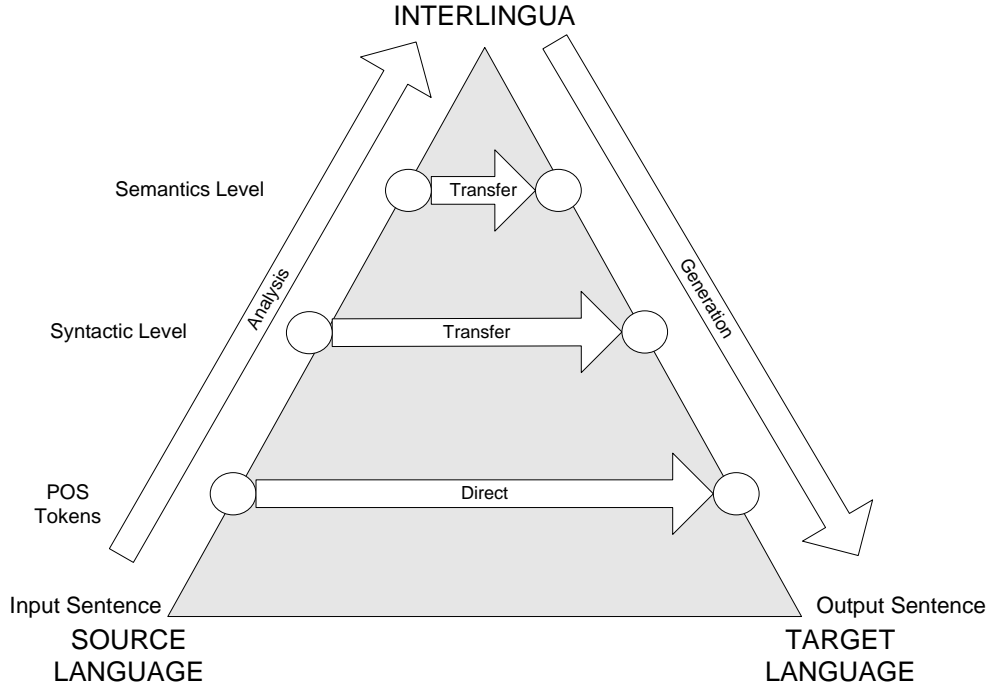 INTERLINGUA
Semantics Level
Transfer
Analysis
Generation
Syntactic Level
Transfer
POS
Tokens
Direct
Input Sentence
Output Sentence
SOURCE
LANGUAGE
TARGET
LANGUAGE